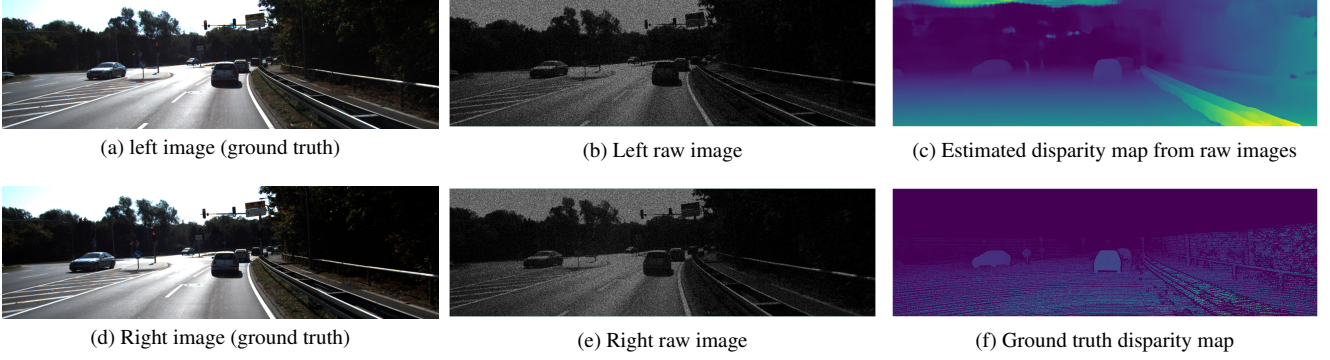 (a) left image (ground truth)
(b) Left raw image
(c) Estimated disparity map from raw images
(d) Right image (ground truth)
(e) Right raw image
(f) Ground truth disparity map